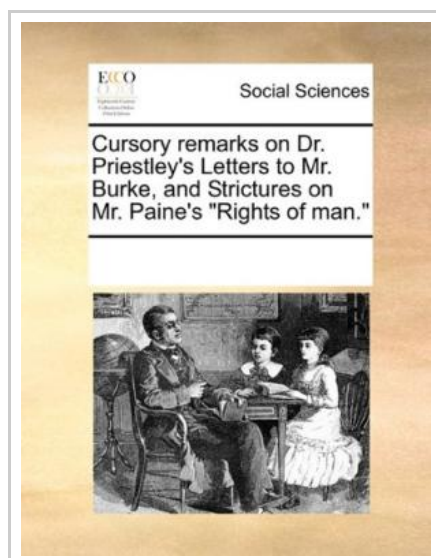 ECCO
Social Sciences
Cursory remarks on Dr.
Priestley's Letters to Mr.
Burke, and Strictures on
Mr. Paine's "Rights of man."